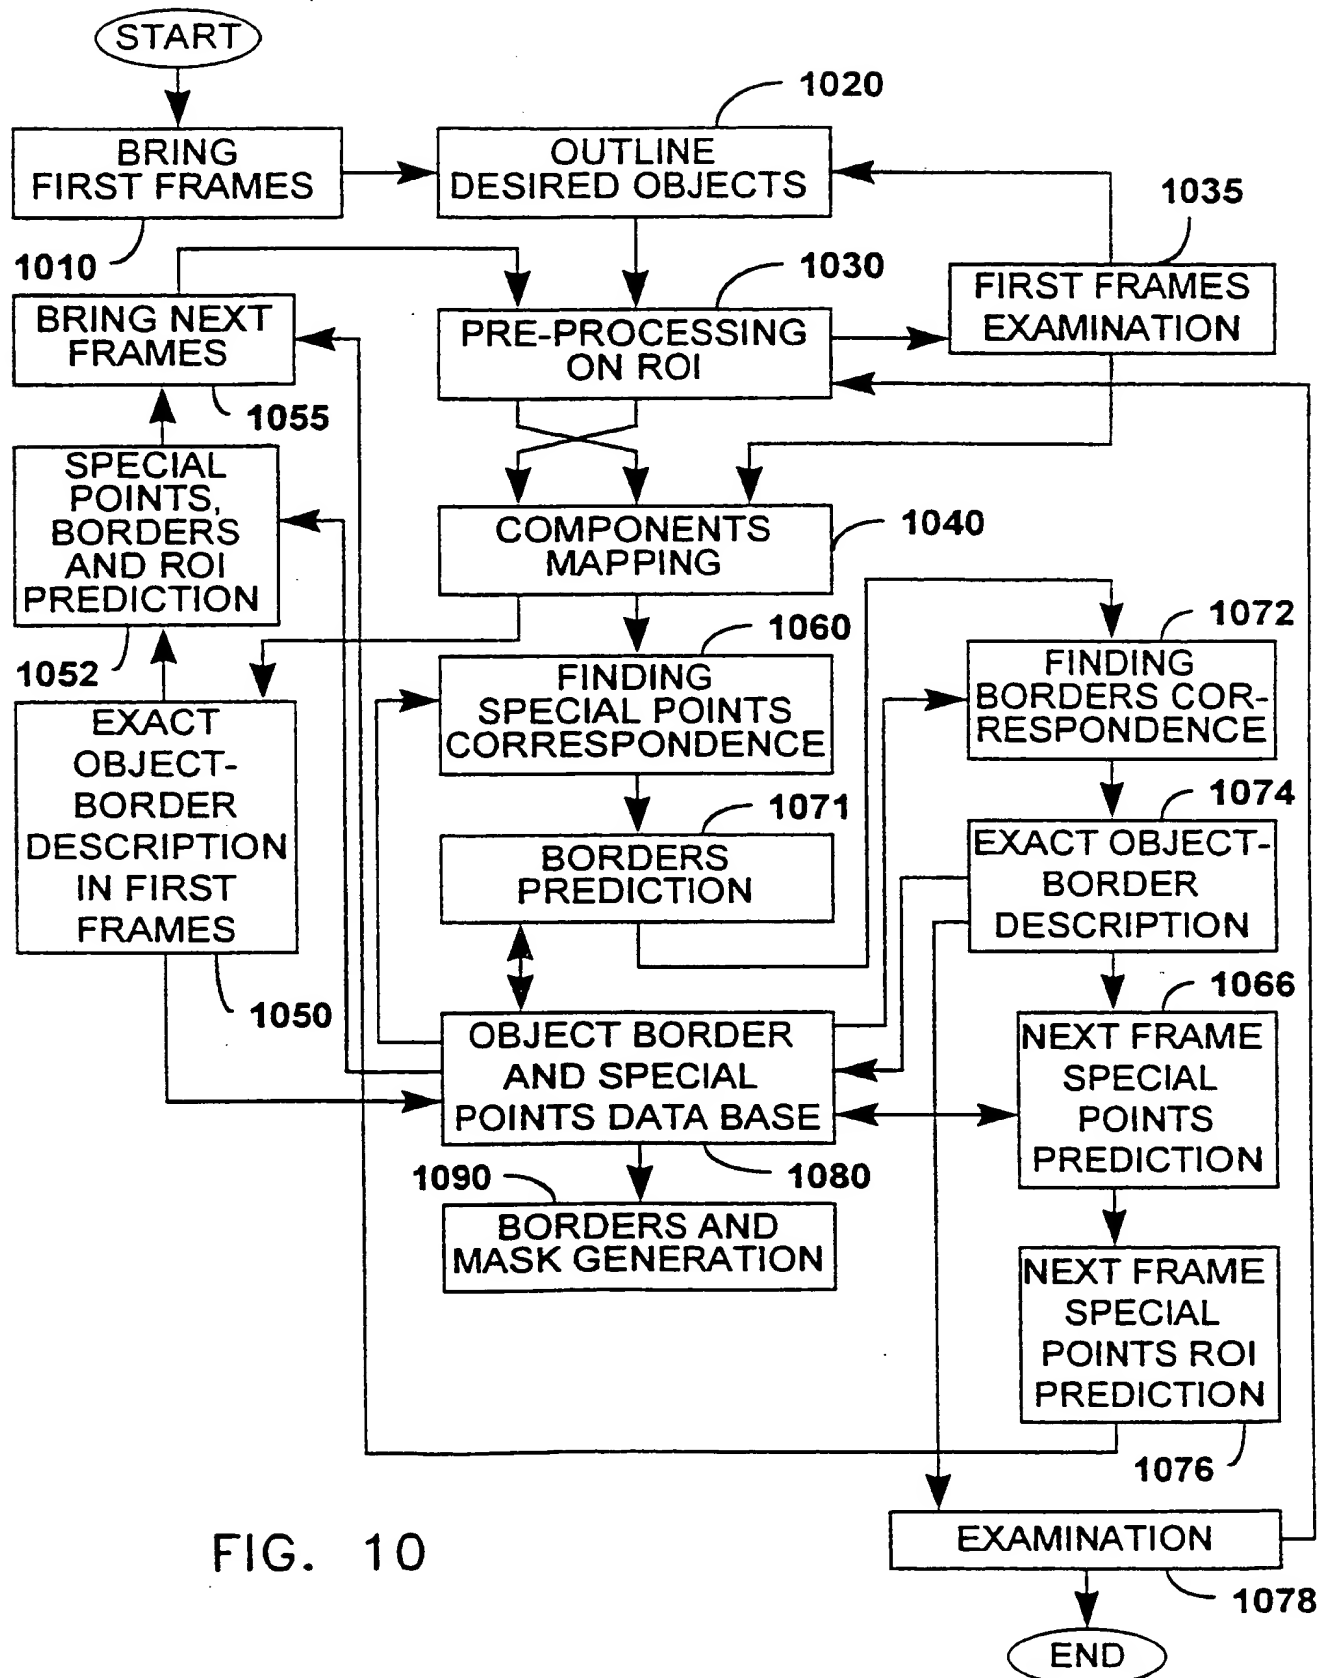 START
1020
BRING
FIRST FRAMES
OUTLINE
DESIRED OBJECTS
1035
1010
1030
FIRST FRAMES
EXAMINATION
BRING NEXT
FRAMES
PRE-PROCESSING
ON ROI
1055
SPECIAL
POINTS,
BORDERS
AND ROI
PREDICTION
COMPONENTS
MAPPING
1040
1052
1060
1072
EXACT
OBJECT-
BORDER
DESCRIPTION
IN FIRST
FRAMES
FINDING
SPECIAL POINTS
CORRESPONDENCE
FINDING
BORDERS COR-
RESPONDENCE
1071
1074
BORDERS
PREDICTION
EXACT OBJECT-
BORDER
DESCRIPTION
1050
1066
OBJECT BORDER
AND SPECIAL
POINTS DATA BASE
NEXT FRAME
SPECIAL
POINTS
PREDICTION
1090
1080
BORDERS AND
MASK GENERATION
NEXT FRAME
SPECIAL
POINTS ROI
PREDICTION
1076
FIG. 10
EXAMINATION
1078
END